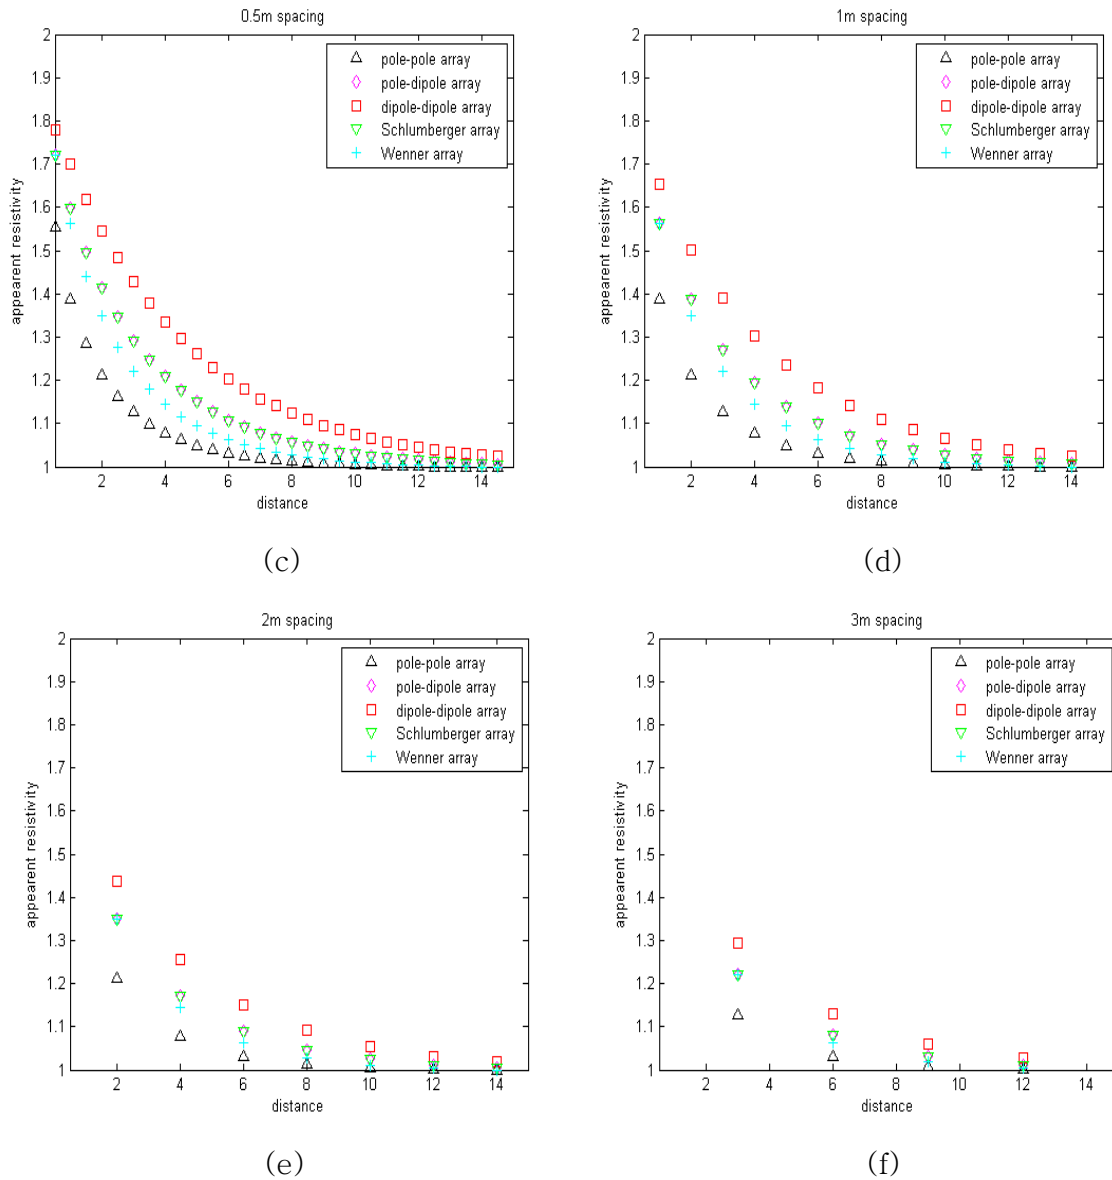 0.5m spacing
2
1.9
1.8
1.7
1.6
1.5
1.4
1.3
1.2
1.1
1
appearent resistivity
pole-pole array
pole-dipole array
dipole-dipole array
Schlumberger array
Wenner array
2 4 6 8 10 12 14
distance
(c)
1m spacing
2
1.9
1.8
1.7
1.6
1.5
1.4
1.3
1.2
1.1
1
appearent resistivity
pole-pole array
pole-dipole array
dipole-dipole array
Schlumberger array
Wenner array
2 4 6 8 10 12 14
distance
(d)
2m spacing
2
1.9
1.8
1.7
1.6
1.5
1.4
1.3
1.2
1.1
1
appearent resistivity
pole-pole array
pole-dipole array
dipole-dipole array
Schlumberger array
Wenner array
2 4 6 8 10 12 14
distance
(e)
3m spacing
2
1.9
1.8
1.7
1.6
1.5
1.4
1.3
1.2
1.1
1
appearent resistivity
pole-pole array
pole-dipole array
dipole-dipole array
Schlumberger array
Wenner array
2 4 6 8 10 12 14
distance
(f)